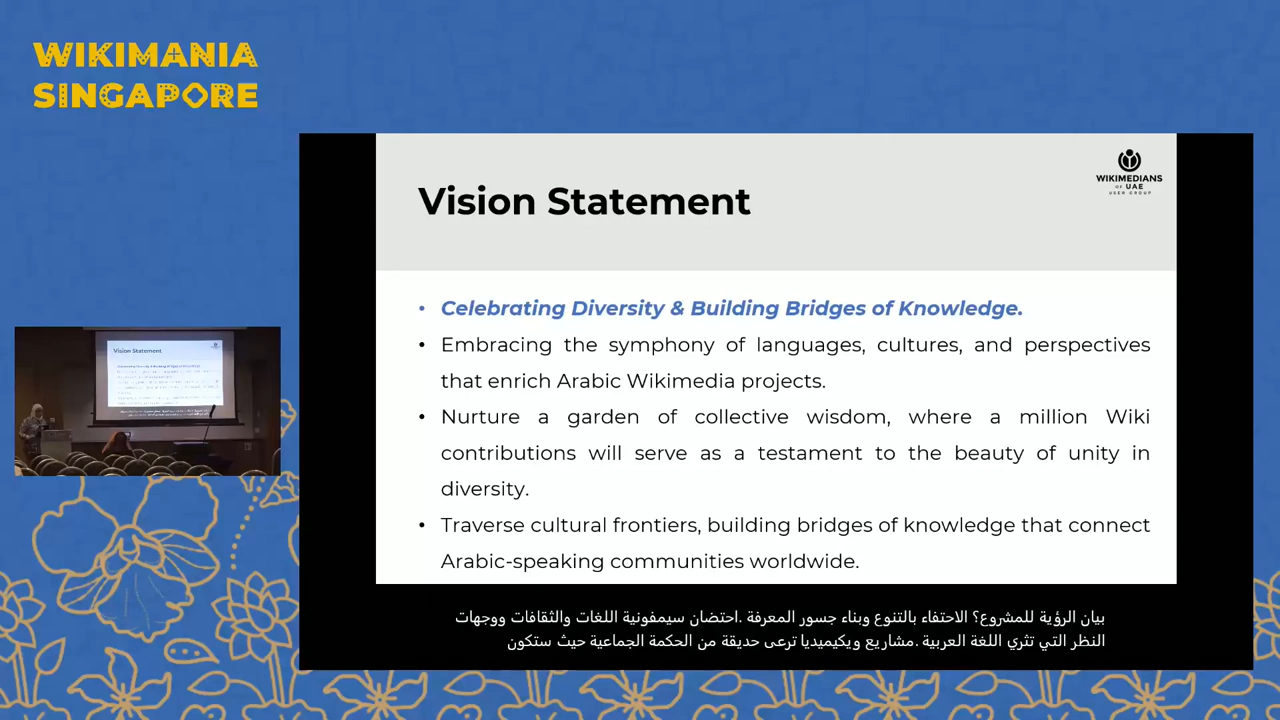 WIKIMANIA
SINGAPORE
Vision Statement
WIKIMEDIANS
OF UAE
USER GROUP
• Celebrating Diversity & Building Bridges of Knowledge.
• Embracing the symphony of languages, cultures, and perspectives
that enrich Arabic Wikimedia projects.
• Nurture a garden of collective wisdom, where a million Wiki
contributions will serve as a testament to the beauty of unity in
diversity.
• Traverse cultural frontiers, building bridges of knowledge that connect
Arabic-speaking communities worldwide.
Vision Statement
بيان الرؤية للمشروع؟ الاحتفاء بالتنوع وبناء جسور المعرفة .احتضان سيمفونية اللغات والثقافات ووجهات
النظر التي تثري اللغة العربية .مشاريع ويكيميديا ترعى حديقة من الحكمة الجماعية حيث ستكون